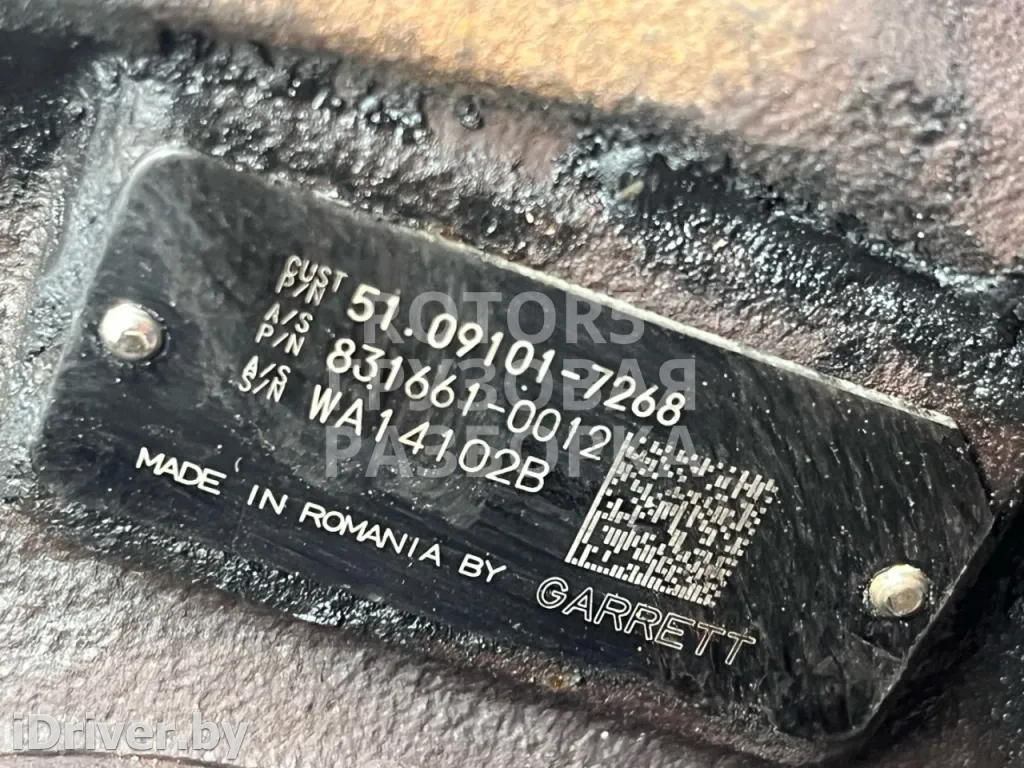 CUST P/N 51.09101-7268
A/S P/N 831661-0012
A/S S/N WA14102B
MADE IN ROMANIA BY GARRETT
ROTORS
ГРУЗОВАЯ
РАЗБОРКА
iDriver.by